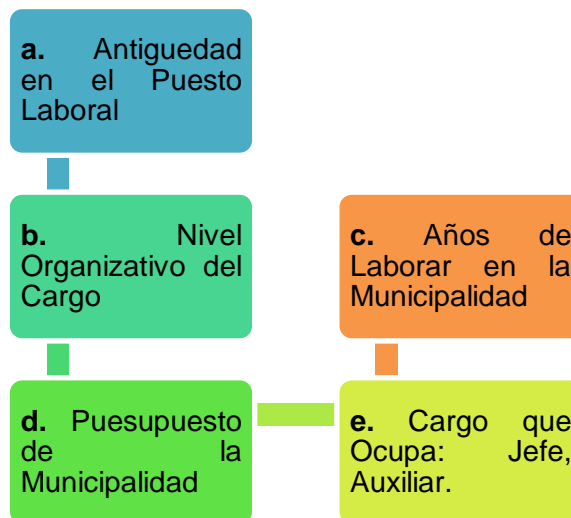 a. Antiguedad
en el Puesto
Laboral
b. Nivel
Organizativo del
Cargo
c. Años de
Laborar en la
Municipalidad
d. Puesupuesto
de la
Municipalidad
e. Cargo que
Ocupa: Jefe,
Auxiliar.